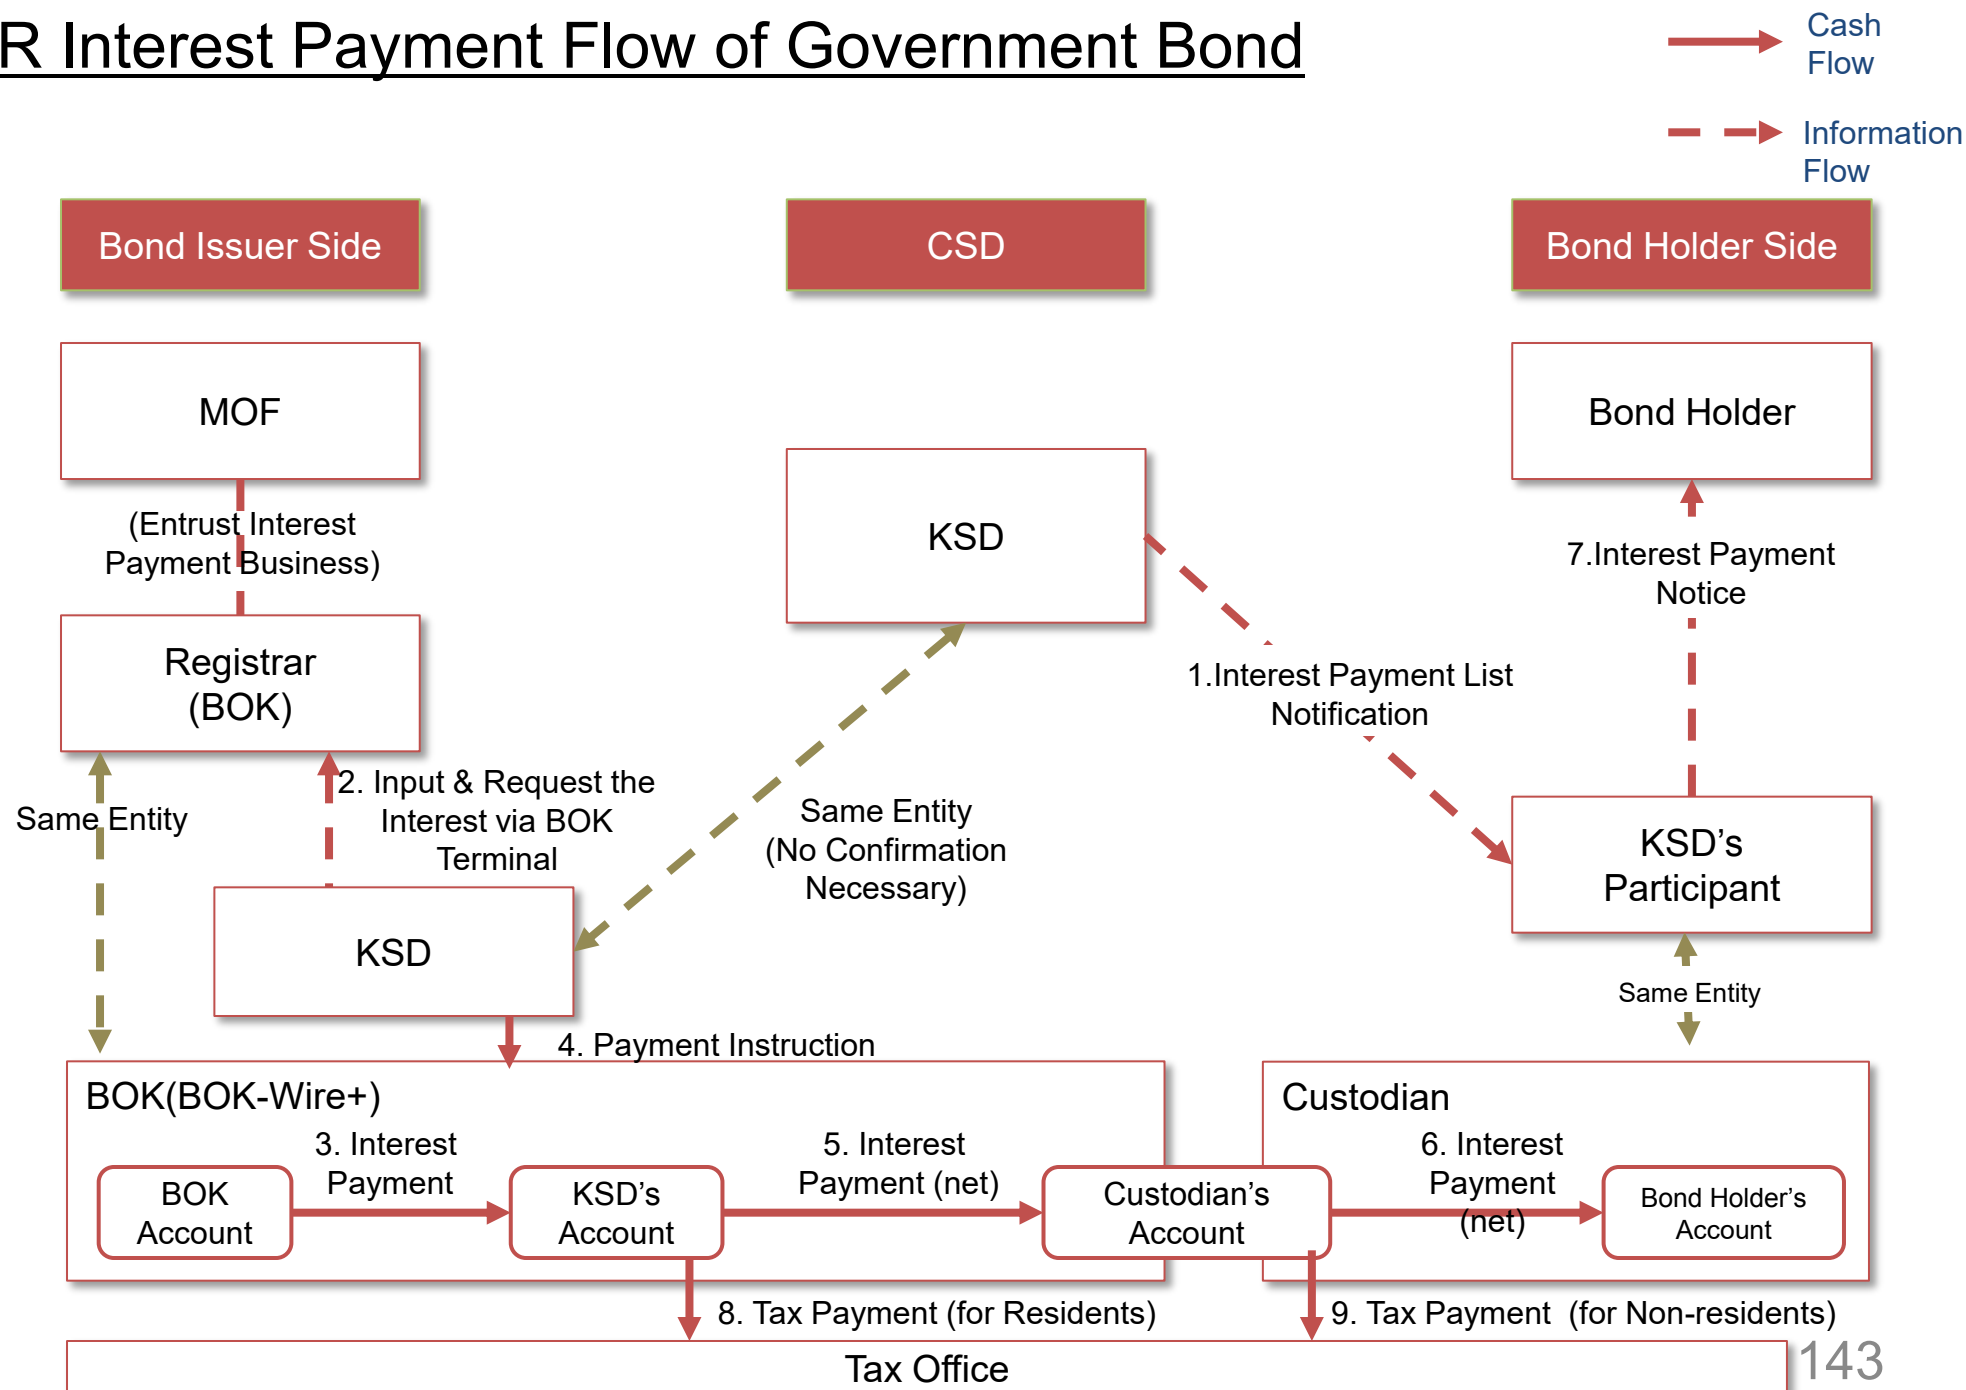 R Interest Payment Flow of Government Bond
Cash
Flow
Information
Flow
Bond Issuer Side
CSD
Bond Holder Side
MOF
Bond Holder
KSD
(Entrust Interest
Payment Business)
7.Interest Payment
Notice
Registrar
(BOK)
1.Interest Payment List
Notification
2. Input & Request the
Interest via BOK
Terminal
Same Entity
Same Entity
(No Confirmation
Necessary)
KSD's
Participant
KSD
Same Entity
4. Payment Instruction
BOK(BOK-Wire+)
Custodian
3. Interest
Payment
5. Interest
Payment (net)
6. Interest
Payment
(net)
BOK
Account
KSD’s
Account
Custodian’s
Account
Bond Holder’s
Account
8. Tax Payment (for Residents)
9. Tax Payment  (for Non-residents)
Tax Office
143